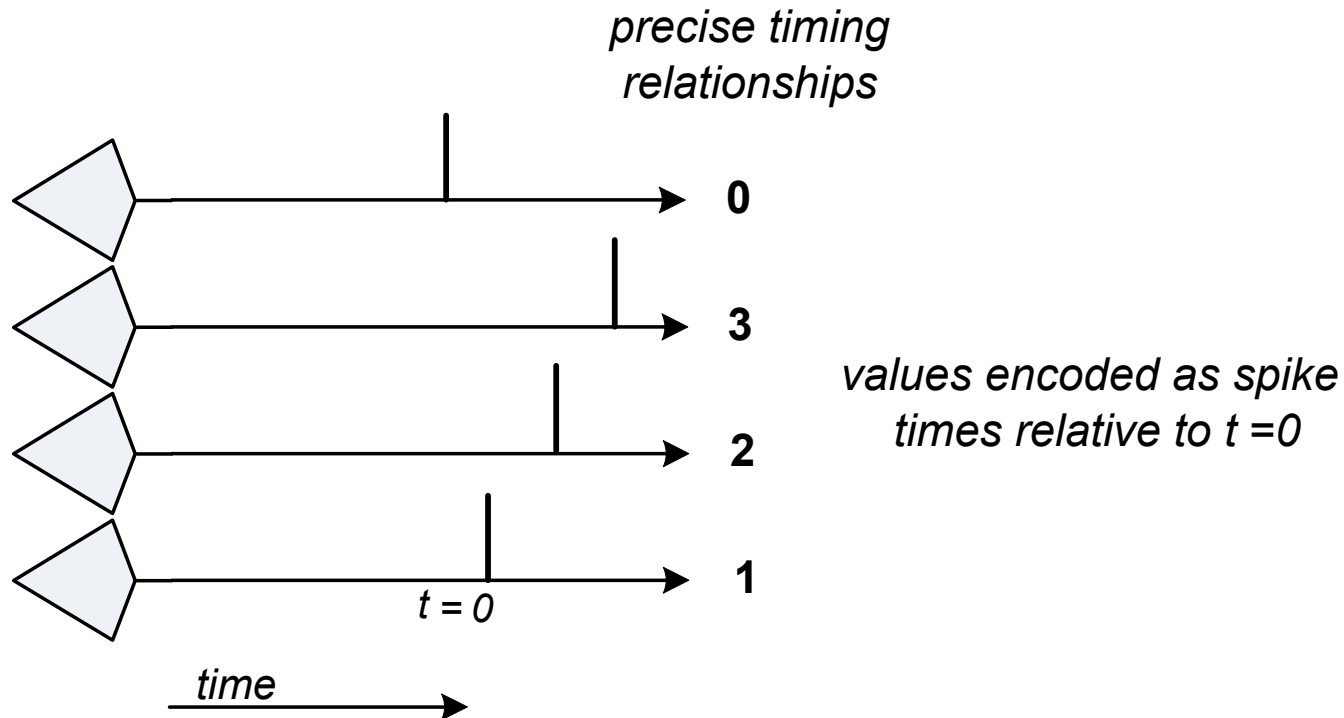 precise timing
relationships
0
3
values encoded as spike
times relative to t =0
2
1
t = 0
time